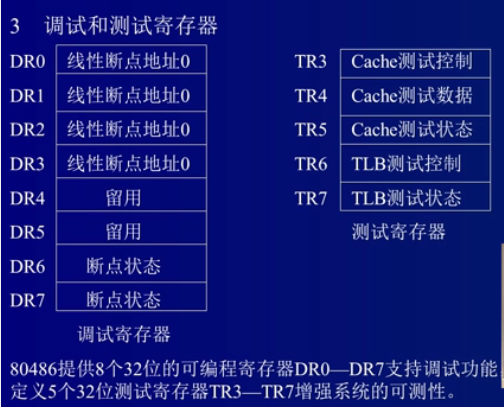 3 调试和测试寄存器
DR0 线性断点地址0 TR3 Cache测试控制
DR1 线性断点地址0 TR4 Cache测试数据
DR2 线性断点地址0 TR5 Cache测试状态
DR3 线性断点地址0 TR6 TLB测试控制
DR4 留用 TR7 TLB测试状态
DR5 留用 测试寄存器
DR6 断点状态
DR7 断点状态
调试寄存器
80486提供8个32位的可编程寄存器DR0—DR7支持调试功能
定义5个32位测试寄存器TR3—TR7增强系统的可测性。